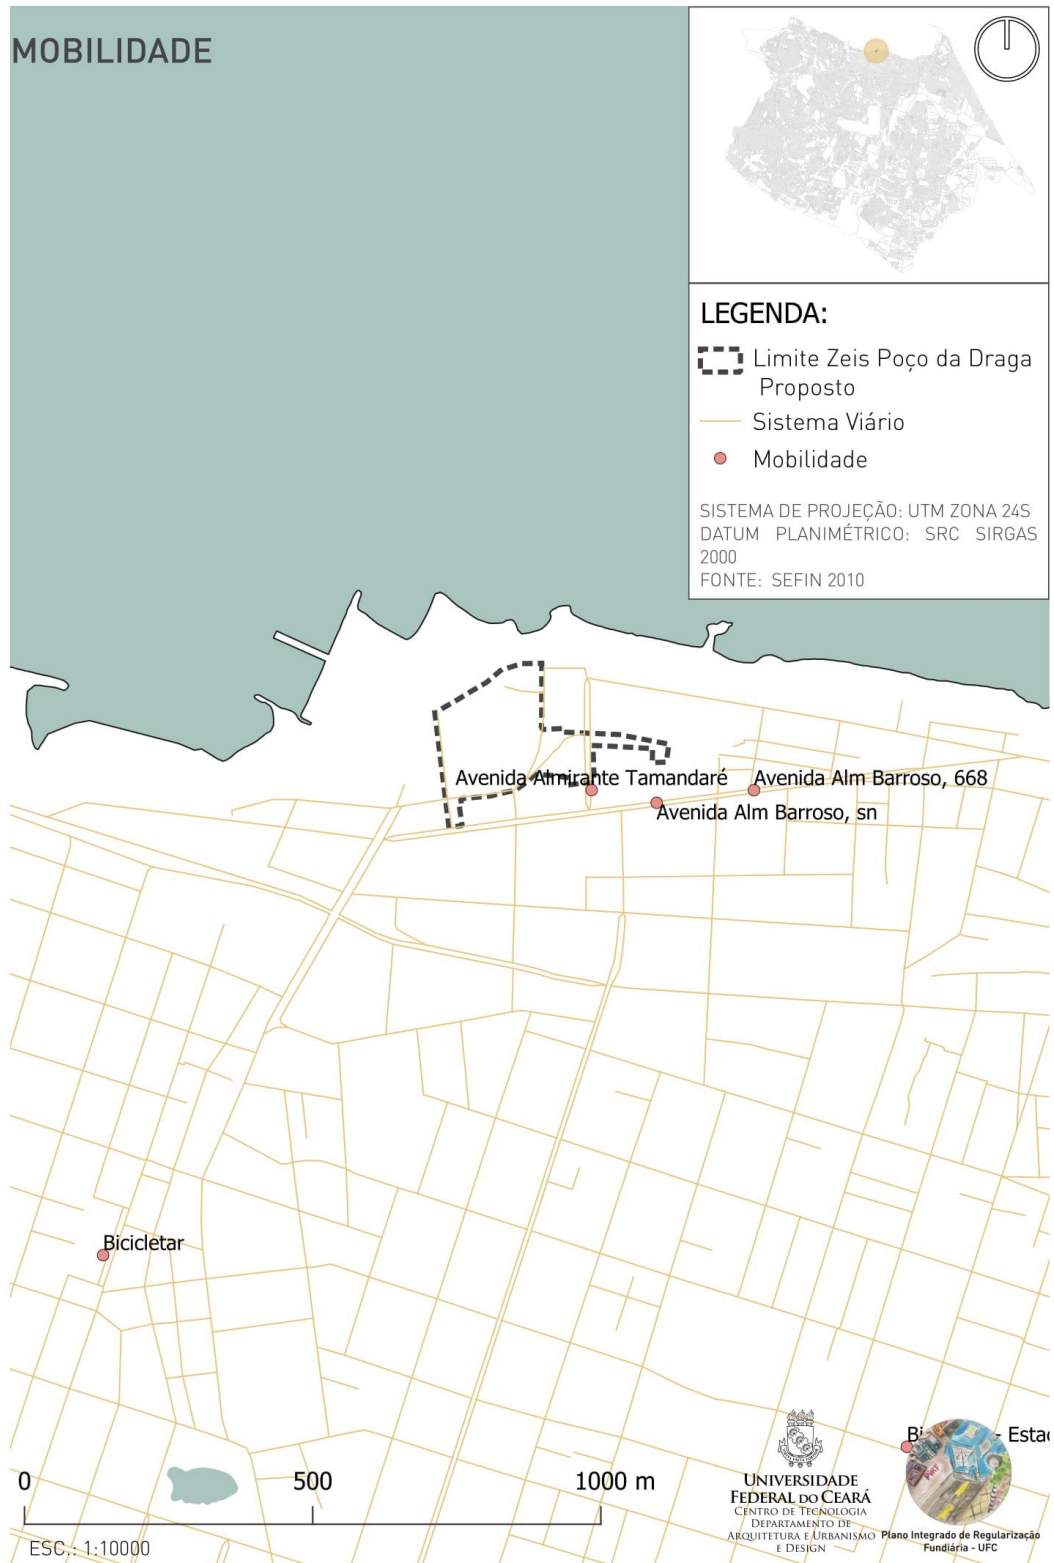 MOBILIDADE
LEGENDA:
Limite Zeis Poço da Draga
Proposto
Sistema Viário
Mobilidade
SISTEMA DE PROJEÇÃO: UTM ZONA 24S
DATUM PLANIMÉTRICO: SRC SIRGAS
2000
FONTE: SEFIN 2010
Avenida Almirante Tamandaré
Avenida Alm Barroso, 668
Avenida Alm Barroso, sn
Bicicletar
Bi
- Esta
0
500
1000 m
ESC.: 1:10000
UNIVERSIDADE
FEDERAL DO CEARÁ
CENTRO DE TECNOLOGIA
DEPARTAMENTO DE
ARQUITETURA E URBANISMO
E DESIGN
Plano Integrado de Regularização
Fundiária - UFC